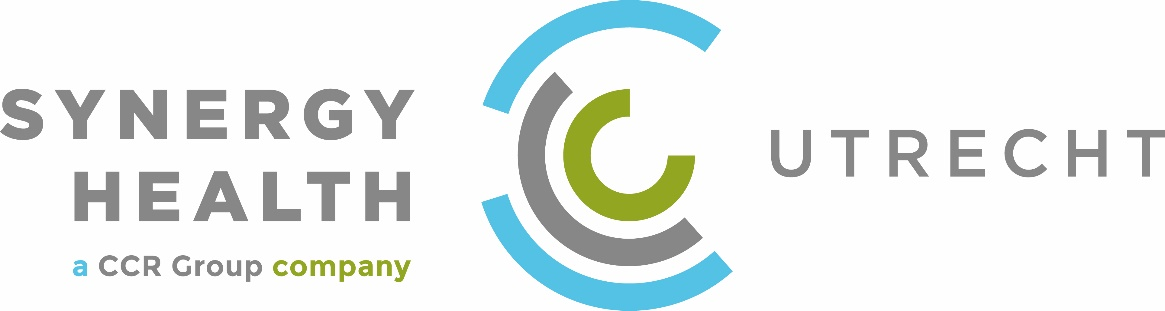 SYNERGY
HEALTH
a CCR Group company
UTRECHT